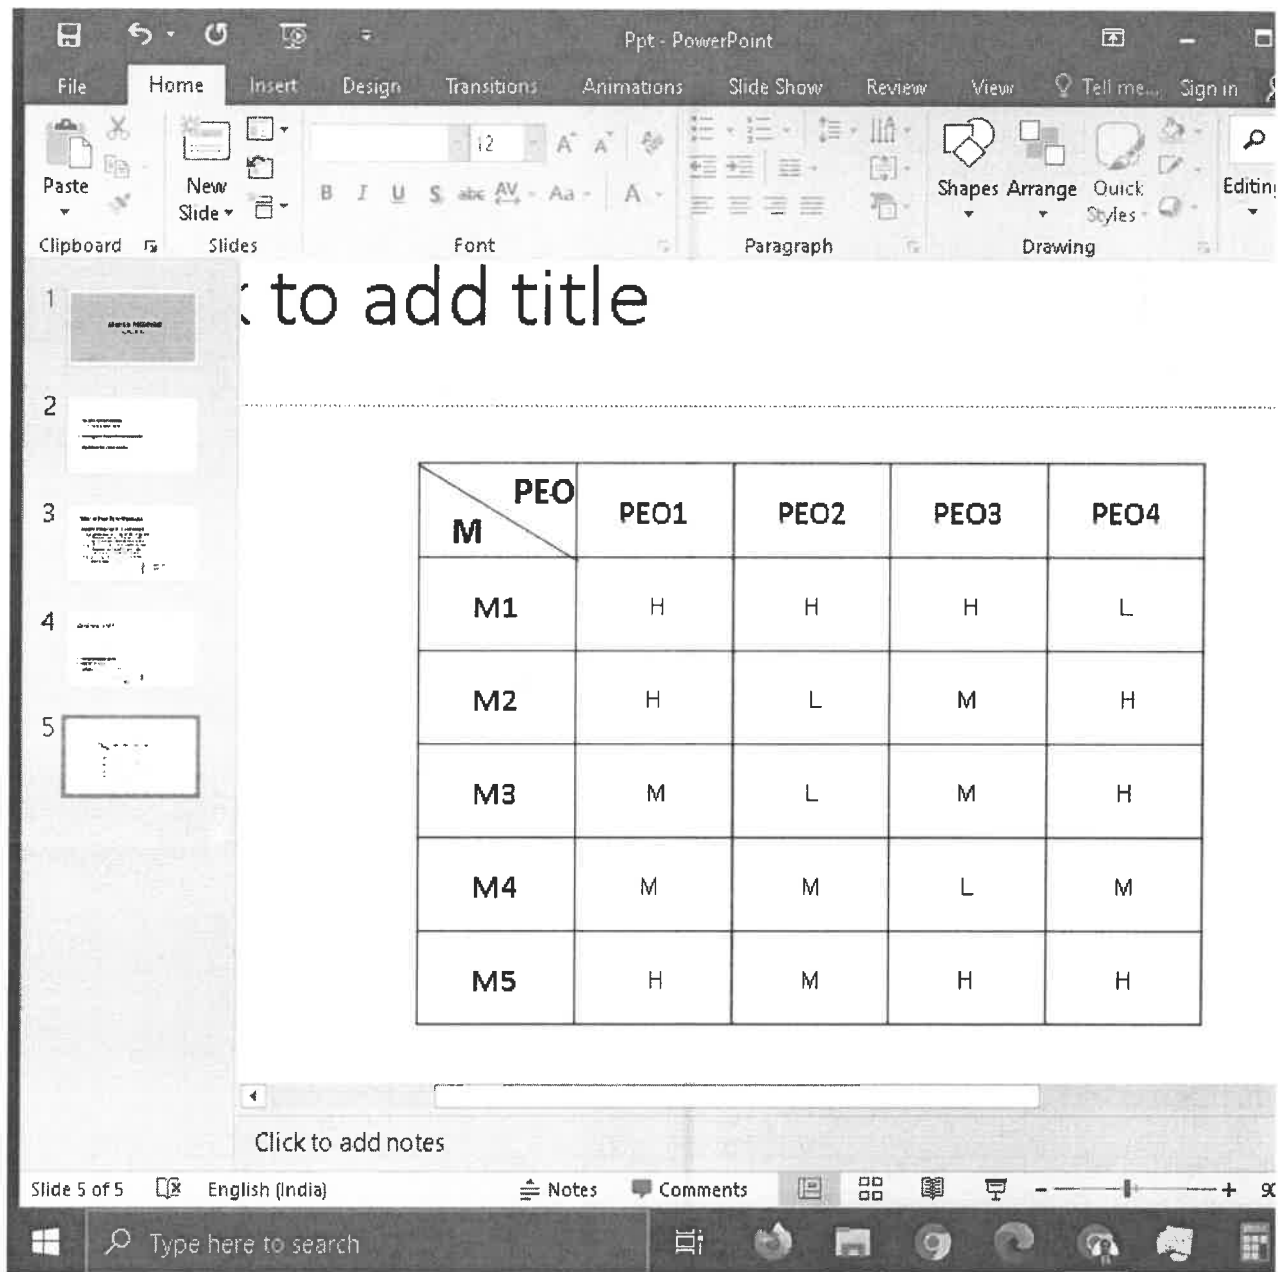 Ppt - PowerPoint
File Home Insert Design Transitions Animations Slide Show Review View Tell me... Sign in
12
Paste New Slide Shapes Arrange Quick Styles Editing
B I U S abc AV Aa A
Clipboard Slides Font Paragraph Drawing
to add title
1
2
3
4
5
PEO
M PEO1 PEO2 PEO3 PEO4
M1 H H H L
M2 H L M H
M3 M L M H
M4 M M L M
M5 H M H H
Click to add notes
Slide 5 of 5 English (India) Notes Comments
Type here to search